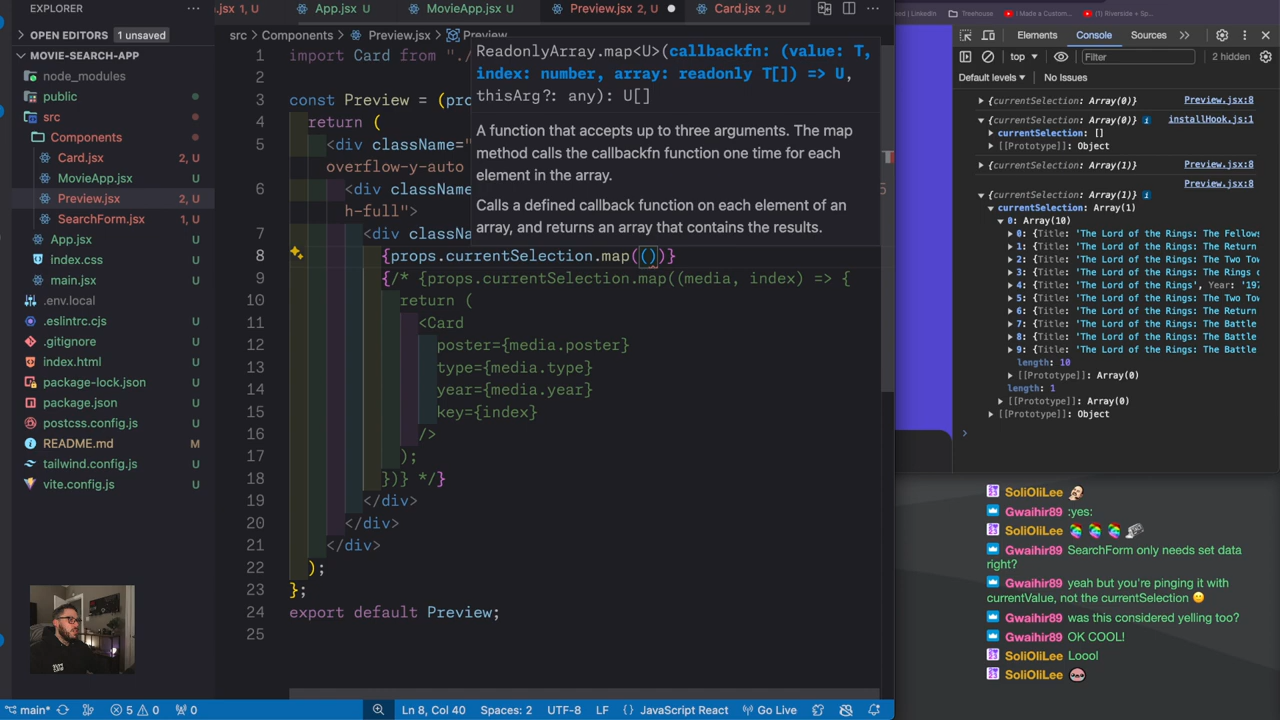 EXPLORER
.jsx 1, U
App.jsx U
MovieApp.jsx U
Preview.jsx 2, U
Card.jsx 2, U
OPEN EDITORS 1 unsaved
MOVIE-SEARCH-APP
node_modules
public
src
Components
Card.jsx 2, U
MovieApp.jsx U
Preview.jsx 2, U
SearchForm.jsx 1, U
App.jsx U
index.css U
main.jsx U
.env.local
.eslintrc.cjs U
.gitignore U
index.html U
package-lock.json U
package.json U
postcss.config.js U
README.md M
tailwind.config.js U
vite.config.js U
src > Components > Preview.jsx > Preview
1 import Card from "./
2
3 const Preview = (pro
4 return (
5 <div className="
overflow-y-auto
6 <div className
h-full">
7 <div classNa
8 {props.currentSelection.map(())}
9 {/* {props.currentSelection.map((media, index) => {
10 return (
11 <Card
12 poster={media.poster}
13 type={media.type}
14 year={media.year}
15 key={index}
16 />
17 );
18 })} */}
19 </div>
20 </div>
21 </div>
22 );
23 };
24 export default Preview;
25
ReadonlyArray.map<U>(callbackfn: (value: T,
index: number, array: readonly T[]) => U,
thisArg?: any): U[]
A function that accepts up to three arguments. The map
method calls the callbackfn function one time for each
element in the array.
Calls a defined callback function on each element of an
array, and returns an array that contains the results.
LinkedIn Treehouse I Made a Custom... (1) Riverside + Sp...
Elements Console Sources
top Filter 2 hidden
Default levels No Issues
{currentSelection: Array(0)} Preview.jsx:8
{currentSelection: Array(0)} installHook.js:1
currentSelection: []
[[Prototype]]: Object
{currentSelection: Array(1)} Preview.jsx:8
Preview.jsx:8
{currentSelection: Array(1)}
currentSelection: Array(1)
0: Array(10)
0: {Title: 'The Lord of the Rings: The Fellows
1: {Title: 'The Lord of the Rings: The Return
2: {Title: 'The Lord of the Rings: The Two Tow
3: {Title: 'The Lord of the Rings: The Rings o
4: {Title: 'The Lord of the Rings', Year: '197
5: {Title: 'The Lord of the Rings: The Two Tow
6: {Title: 'The Lord of the Rings: The Return
7: {Title: 'The Lord of the Rings: The Battle
8: {Title: 'The Lord of the Rings: The Battle
9: {Title: 'The Lord of the Rings: The Battle
length: 10
[[Prototype]]: Array(0)
length: 1
[[Prototype]]: Array(0)
[[Prototype]]: Object
SoliOliLee
Gwaihir89 :yes:
SoliOliLee
Gwaihir89 SearchForm only needs set data
right?
Gwaihir89 yeah but you're pinging it with
currentValue, not the currentSelection
Gwaihir89 was this considered yelling too?
Gwaihir89 OK COOL!
SoliOliLee Loool
SoliOliLee
main* 5 0 0 Ln 8, Col 40 Spaces: 2 UTF-8 LF JavaScript React Go Live